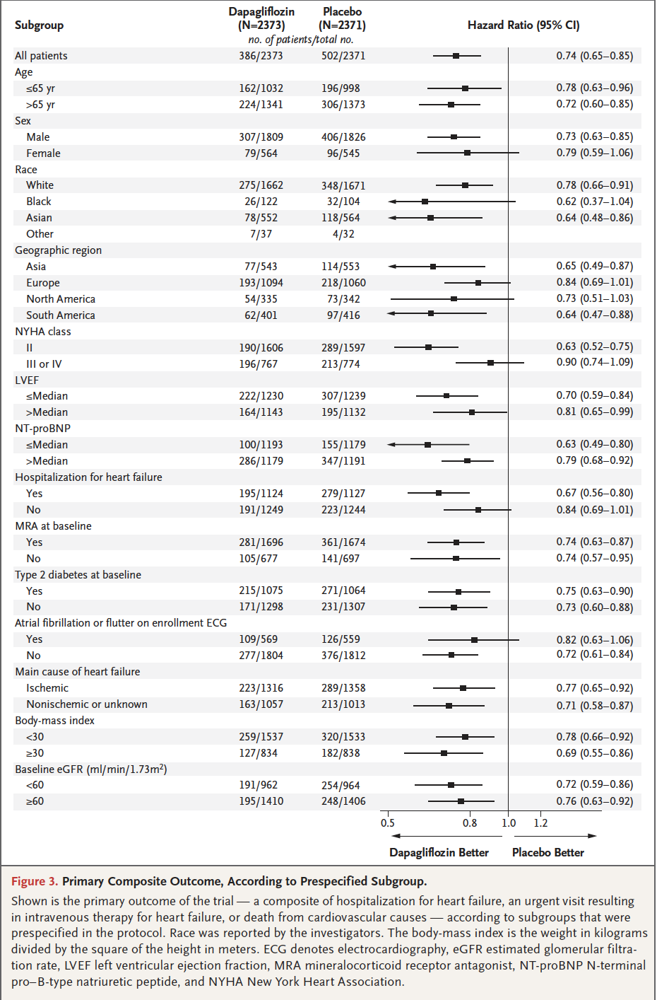 Subgroup Dapagliflozin (N=2373) Placebo (N=2371) Hazard Ratio (95% CI)
no. of patients/total no.
All patients 386/2373 502/2371 0.74 (0.65–0.85)
Age
≤65 yr 162/1032 196/998 0.78 (0.63–0.96)
>65 yr 224/1341 306/1373 0.72 (0.60–0.85)
Sex
Male 307/1809 406/1826 0.73 (0.63–0.85)
Female 79/564 96/545 0.79 (0.59–1.06)
Race
White 275/1662 348/1671 0.78 (0.66–0.91)
Black 26/122 32/104 0.62 (0.37–1.04)
Asian 78/552 118/564 0.64 (0.48–0.86)
Other 7/37 4/32
Geographic region
Asia 77/543 114/553 0.65 (0.49–0.87)
Europe 193/1094 218/1060 0.84 (0.69–1.01)
North America 54/335 73/342 0.73 (0.51–1.03)
South America 62/401 97/416 0.64 (0.47–0.88)
NYHA class
II 190/1606 289/1597 0.63 (0.52–0.75)
III or IV 196/767 213/774 0.90 (0.74–1.09)
LVEF
≤Median 222/1230 307/1239 0.70 (0.59–0.84)
>Median 164/1143 195/1132 0.81 (0.65–0.99)
NT-proBNP
≤Median 100/1193 155/1179 0.63 (0.49–0.80)
>Median 286/1179 347/1191 0.79 (0.68–0.92)
Hospitalization for heart failure
Yes 195/1124 279/1127 0.67 (0.56–0.80)
No 191/1249 223/1244 0.84 (0.69–1.01)
MRA at baseline
Yes 281/1696 361/1674 0.74 (0.63–0.87)
No 105/677 141/697 0.74 (0.57–0.95)
Type 2 diabetes at baseline
Yes 215/1075 271/1064 0.75 (0.63–0.90)
No 171/1298 231/1307 0.73 (0.60–0.88)
Atrial fibrillation or flutter on enrollment ECG
Yes 109/569 126/559 0.82 (0.63–1.06)
No 277/1804 376/1812 0.72 (0.61–0.84)
Main cause of heart failure
Ischemic 223/1316 289/1358 0.77 (0.65–0.92)
Nonischemic or unknown 163/1057 213/1013 0.71 (0.58–0.87)
Body-mass index
<30 259/1537 320/1533 0.78 (0.66–0.92)
≥30 127/834 182/838 0.69 (0.55–0.86)
Baseline eGFR (ml/min/1.73m²)
<60 191/962 254/964 0.72 (0.59–0.86)
≥60 195/1410 248/1406 0.76 (0.63–0.92)
0.5 0.8 1.0 1.2
Dapagliflozin Better Placebo Better
Figure 3. Primary Composite Outcome, According to Prespecified Subgroup.
Shown is the primary outcome of the trial — a composite of hospitalization for heart failure, an urgent visit resulting
in intravenous therapy for heart failure, or death from cardiovascular causes — according to subgroups that were
prespecified in the protocol. Race was reported by the investigators. The body-mass index is the weight in kilograms
divided by the square of the height in meters. ECG denotes electrocardiography, eGFR estimated glomerular filtra-
tion rate, LVEF left ventricular ejection fraction, MRA mineralocorticoid receptor antagonist, NT-proBNP N-terminal
pro–B-type natriuretic peptide, and NYHA New York Heart Association.